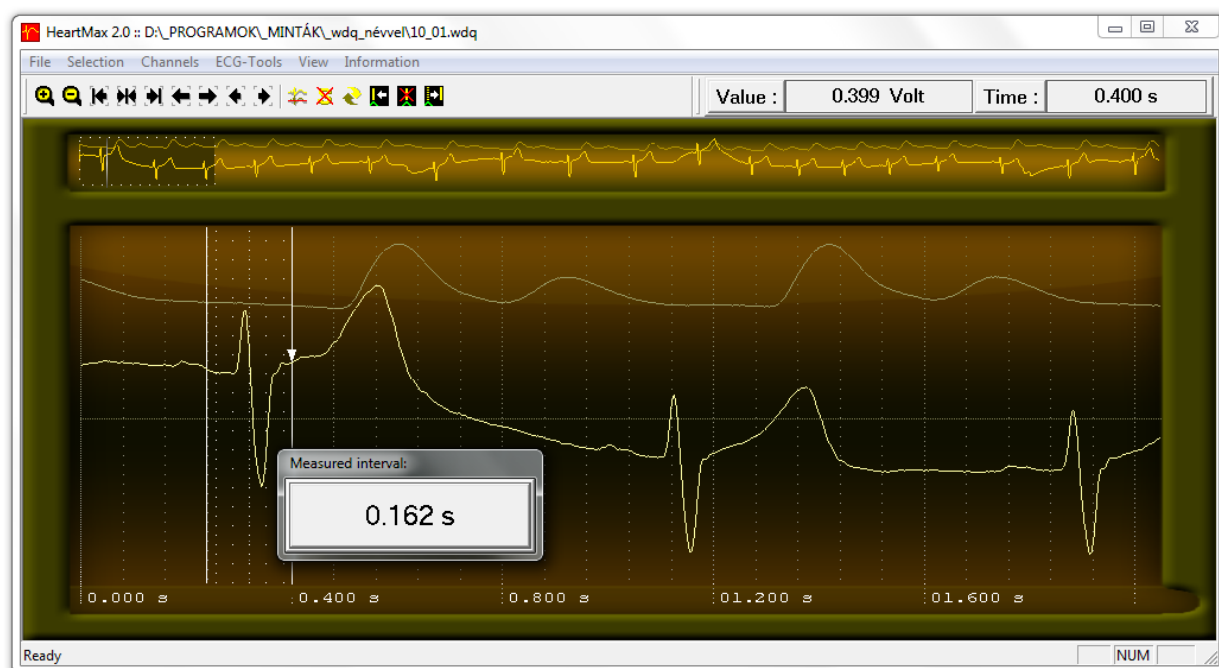 HeartMax 2.0 :: D:\_PROGRAMOK\_MINTÁK\_wdq_névvel\10_01.wdq
File Selection Channels ECG-Tools View Information
Value : 0.399 Volt Time : 0.400 s
Measured interval:
0.162 s
0.000 s 0.400 s 0.800 s 01.200 s 01.600 s
Ready NUM